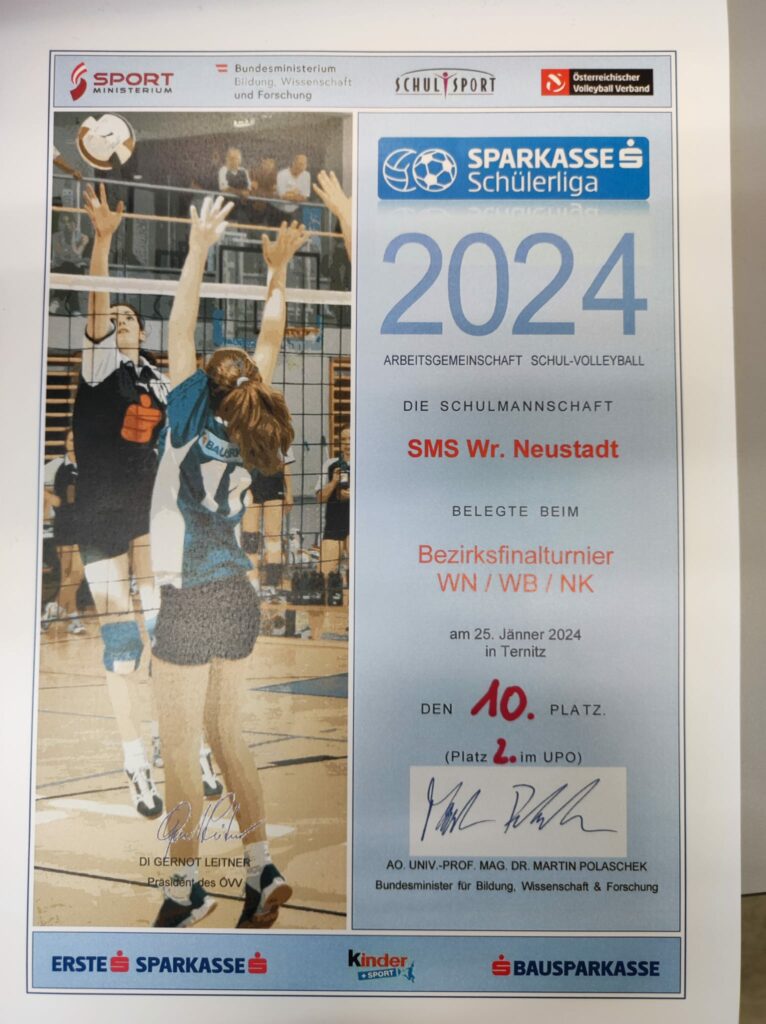 SPORT
MINISTERIUM
Bundesministerium
Bildung, Wissenschaft
und Forschung
SCHULSPORT
Österreichischer
Volleyball Verband
SPARKASSE S
Schülerliga
2024
ARBEITSGEMEINSCHAFT SCHUL-VOLLEYBALL
DIE SCHULMANNSCHAFT
SMS Wr. Neustadt
BELEGTE BEIM
Bezirksfinalturnier
WN / WB / NK
am 25. Jänner 2024
in Ternitz
DEN 10. PLATZ.
(Platz 2. im UPO)
DI GERNOT LEITNER
Präsident des ÖVV
AO. UNIV.-PROF. MAG. DR. MARTIN POLASCHEK
Bundesminister für Bildung, Wissenschaft & Forschung
ERSTE S SPARKASSE S
kinder
+ SPORT
S BAUSPARKASSE